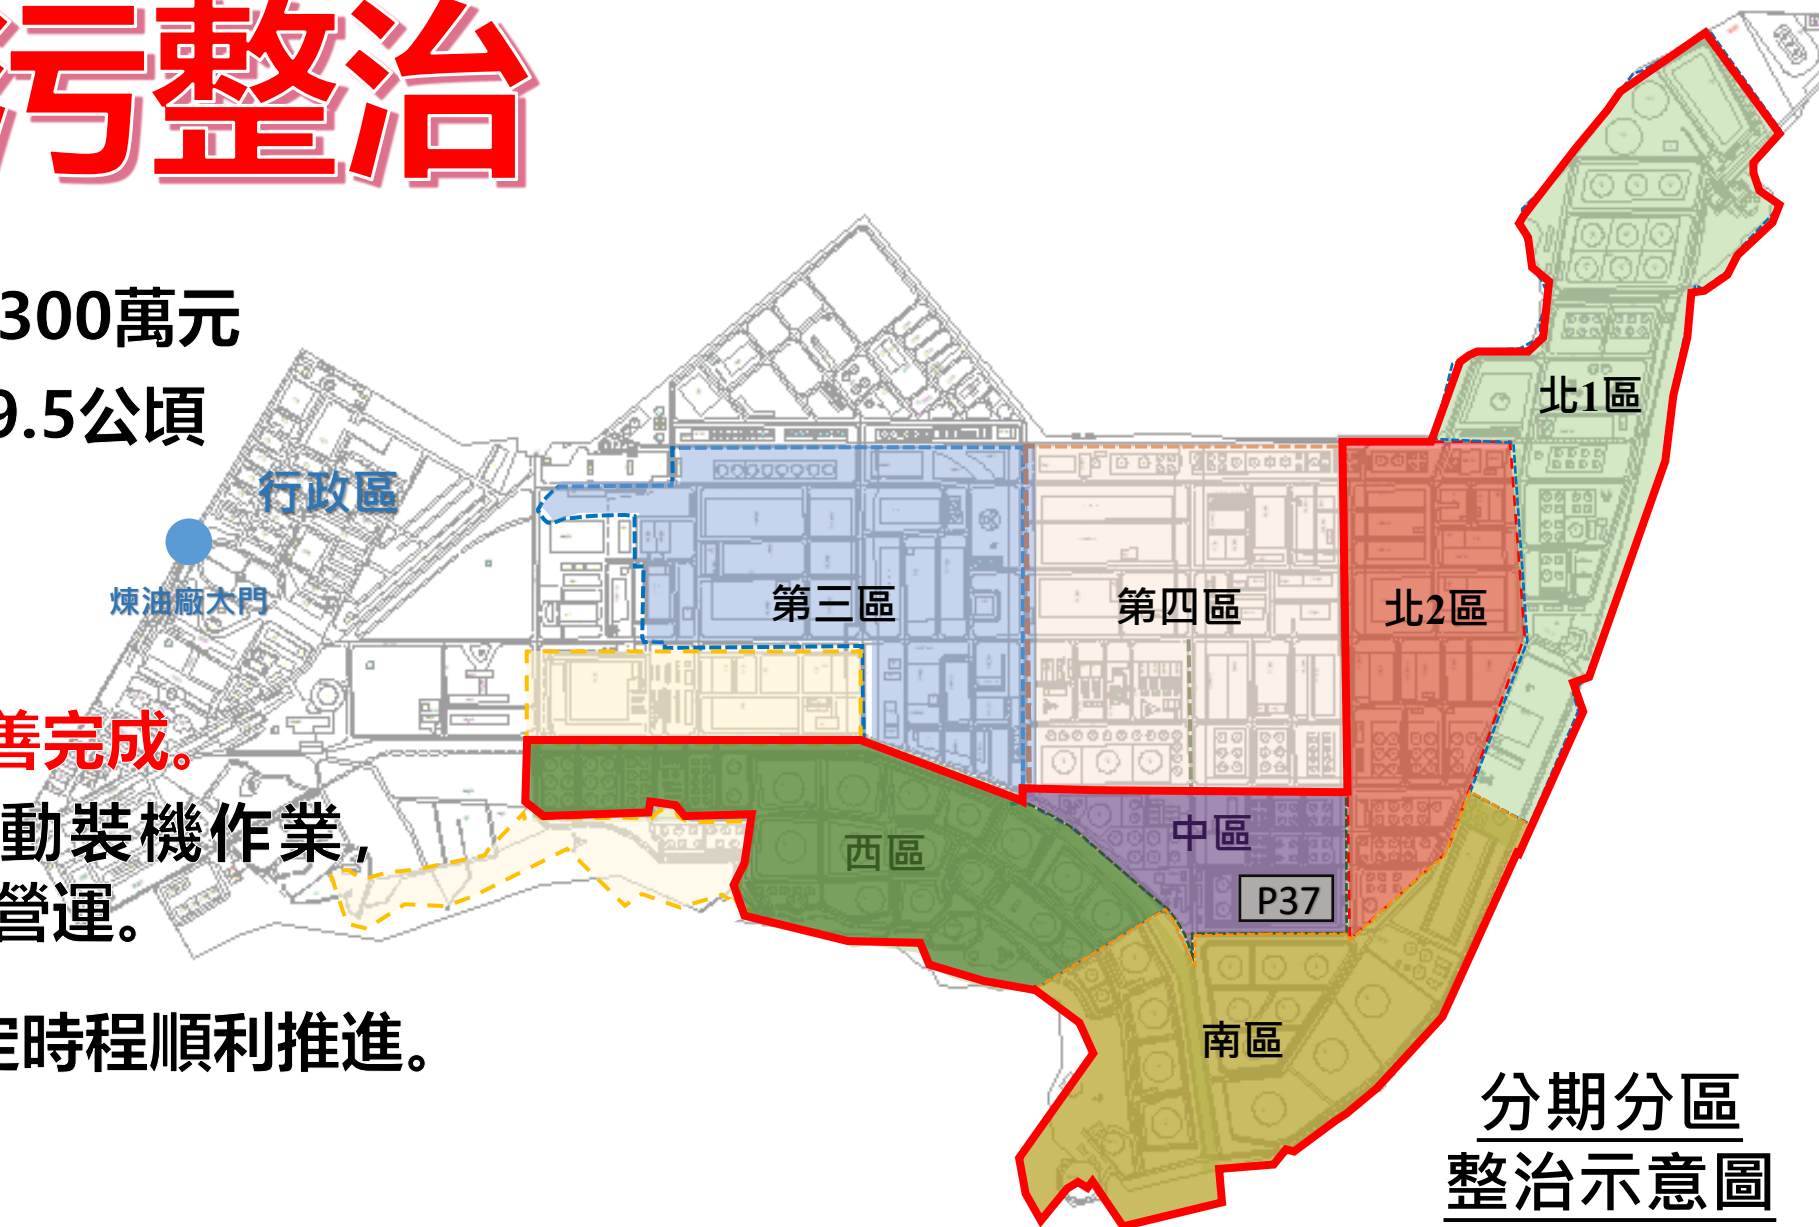 污整治
300萬元
9.5公頃
行政區
煉油廠大門
善完成。
動裝機作業，
營運。
定時程順利推進。
北1區
第三區
第四區
北2區
中區
西區
P37
南區
分期分區
整治示意圖